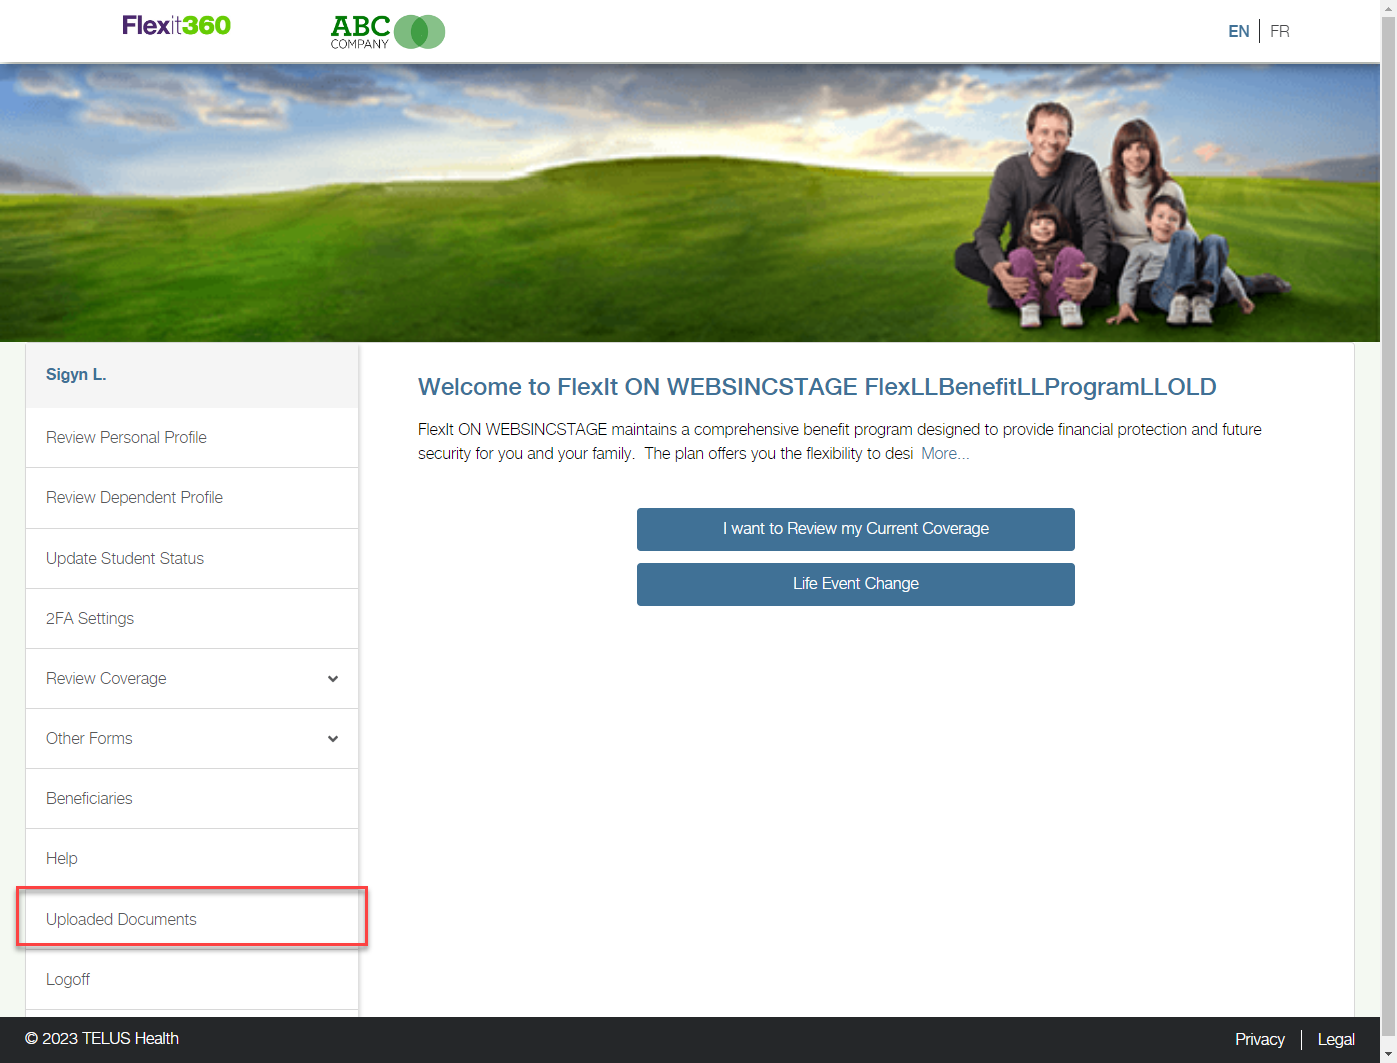 Flexit360
ABC
COMPANY
EN | FR
Sigyn L.
Review Personal Profile
Review Dependent Profile
Update Student Status
2FA Settings
Review Coverage
Other Forms
Beneficiaries
Help
Uploaded Documents
Logoff
Welcome to FlexIt ON WEBSINCSTAGE FlexLLBenefitLLProgramLLOLD
FlexIt ON WEBSINCSTAGE maintains a comprehensive benefit program designed to provide financial protection and future
security for you and your family. The plan offers you the flexibility to desi More...
I want to Review my Current Coverage
Life Event Change
© 2023 TELUS Health
Privacy | Legal